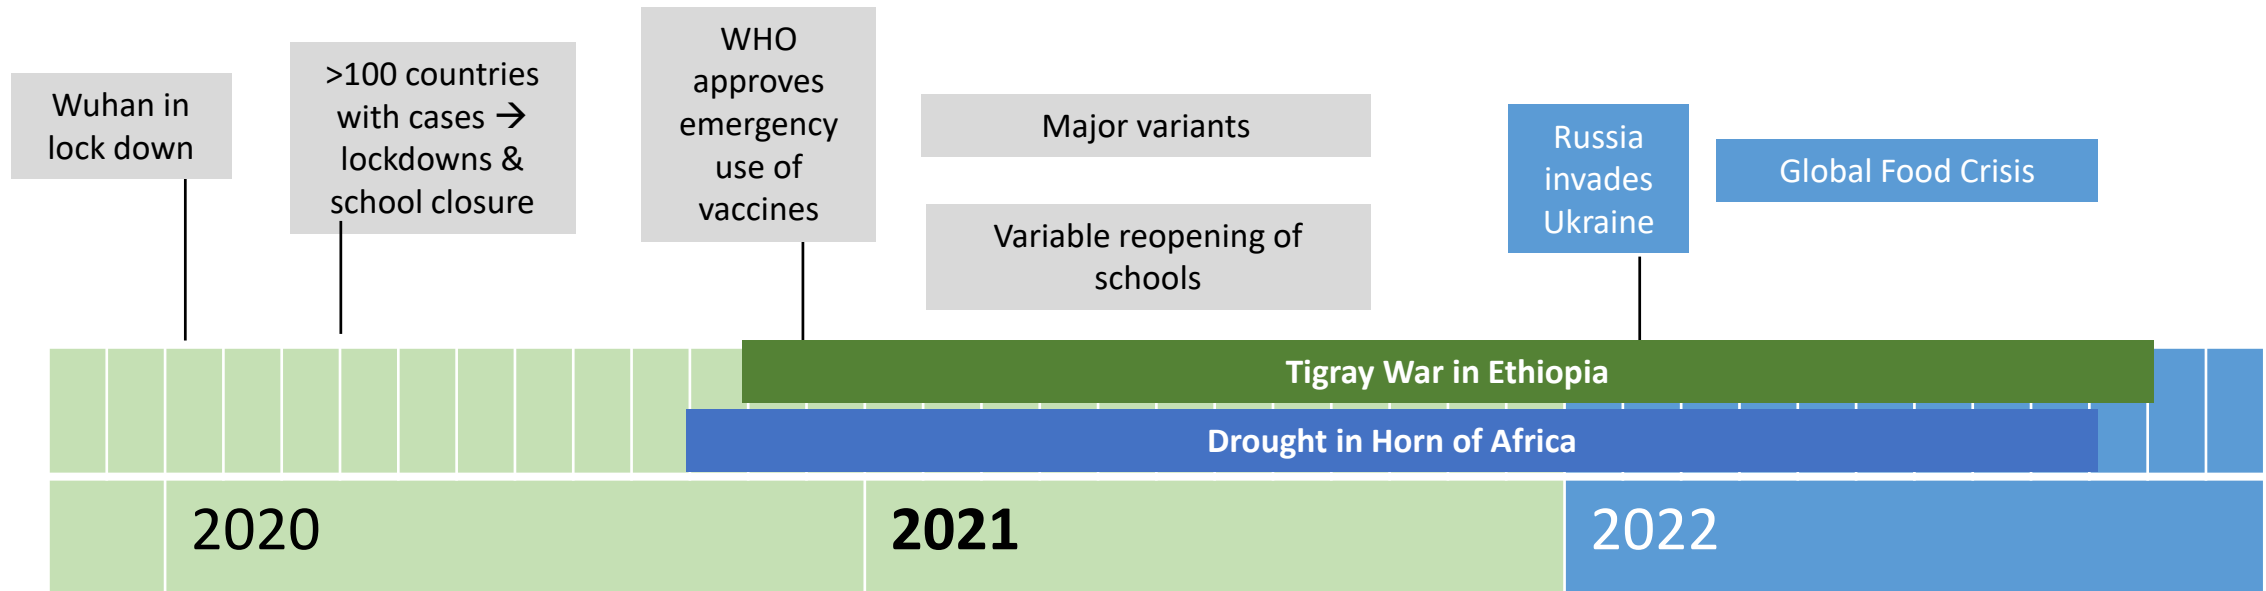 Wuhan in
lock down
>100 countries
with cases →
lockdowns &
school closure
WHO
approves
emergency
use of
vaccines
Major variants
Variable reopening of
schools
Russia
invades
Ukraine
Global Food Crisis
Tigray War in Ethiopia
Drought in Horn of Africa
2020
2021
2022